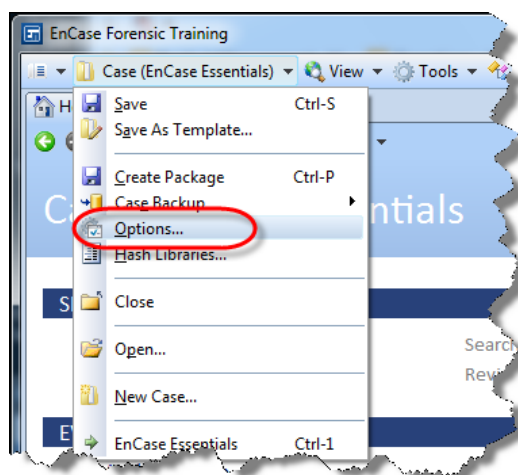 EnCase Forensic Training
Case (EnCase Essentials) View Tools
H
Save Ctrl-S
Save As Template...
Create Package Ctrl-P
Case Backup
Options...
Hash Libraries...
Close
Open...
New Case...
EnCase Essentials Ctrl-1
C
ntials
S
Search
Revi
E